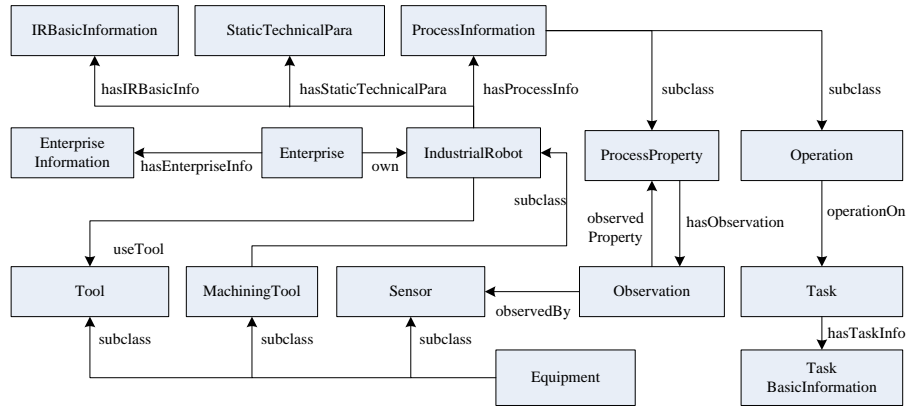 IRBasicInformation
StaticTechnicalPara
ProcessInformation
hasIRBasicInfo
hasStaticTechnicalPara
hasProcessInfo
subclass
subclass
Enterprise
Information
hasEnterpriseInfo
Enterprise
own
IndustrialRobot
ProcessProperty
Operation
subclass
observed
Property
hasObservation
operationOn
useTool
Tool
MachiningTool
Sensor
observedBy
Observation
Task
subclass
subclass
subclass
hasTaskInfo
Equipment
Task
BasicInformation